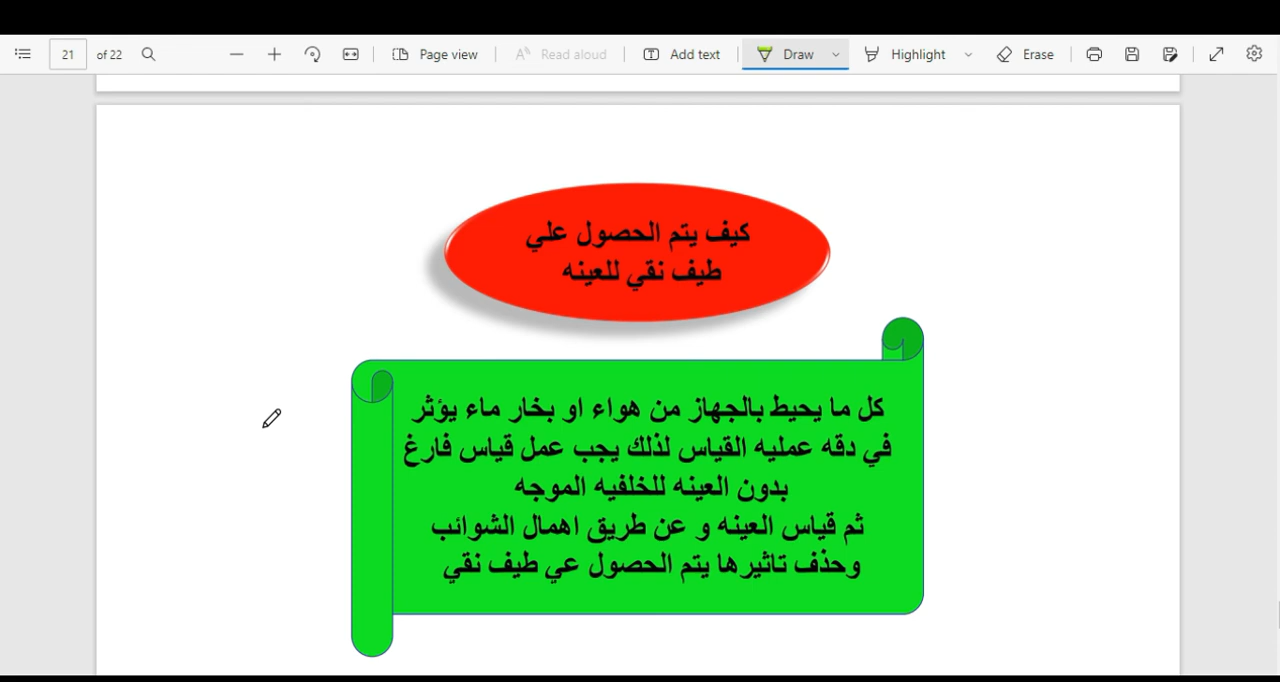 21 of 22 Page view Read aloud Add text Draw Highlight Erase
كيف يتم الحصول علي
طيف نقي للعينه
كل ما يحيط بالجهاز من هواء او بخار ماء يؤثر
في دقه عمليه القياس لذلك يجب عمل قياس فارغ
بدون العينه للخلفيه الموجه
ثم قياس العينه و عن طريق اهمال الشوائب
وحذف تاثيرها يتم الحصول عي طيف نقي